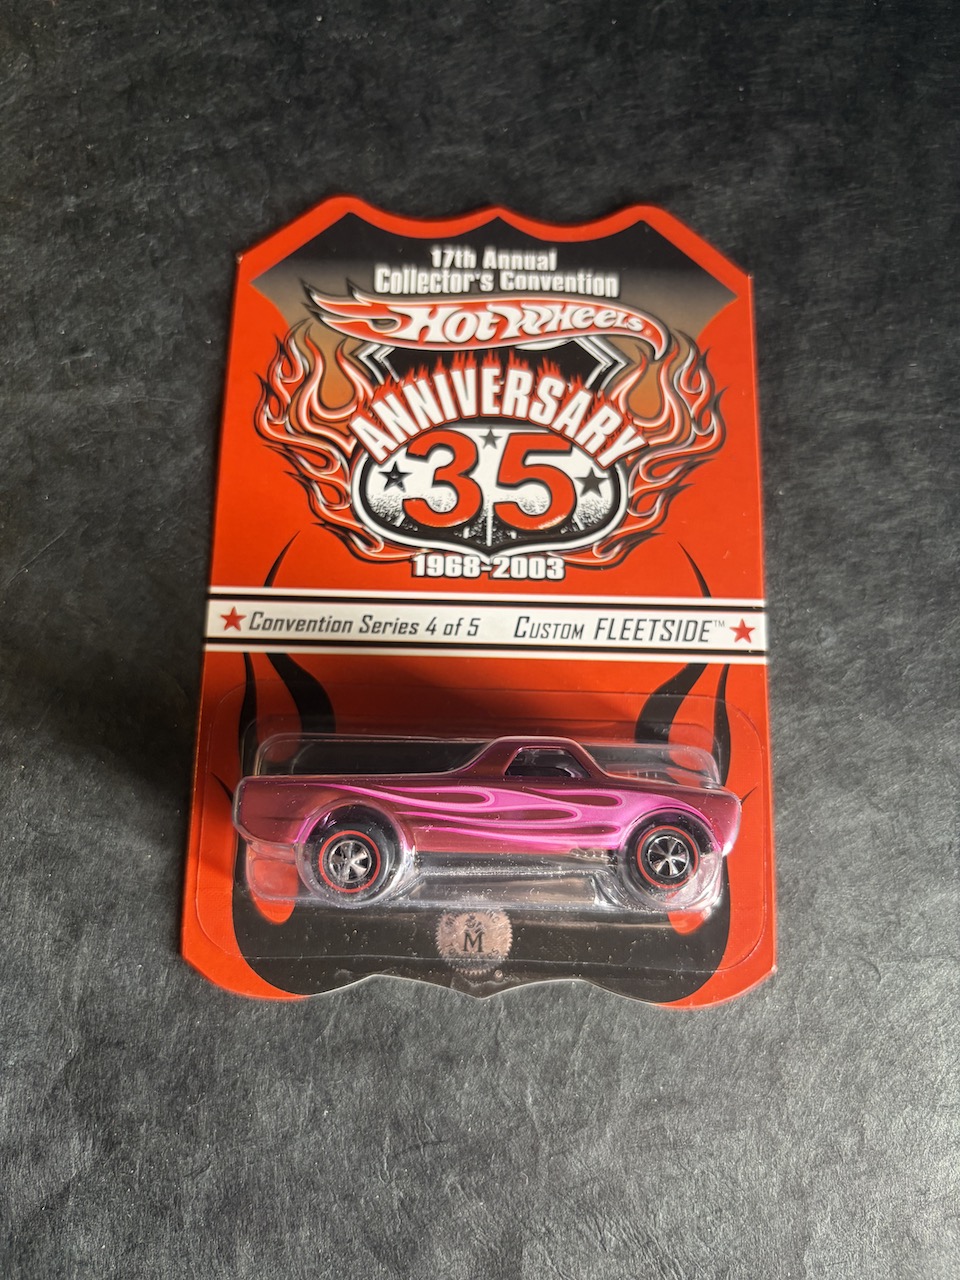 17th Annual
Collector's Convention
Hot Wheels®
ANNIVERSARY
35
1968-2003
Convention Series 4 of 5 Custom FLEETSIDE™
M
®